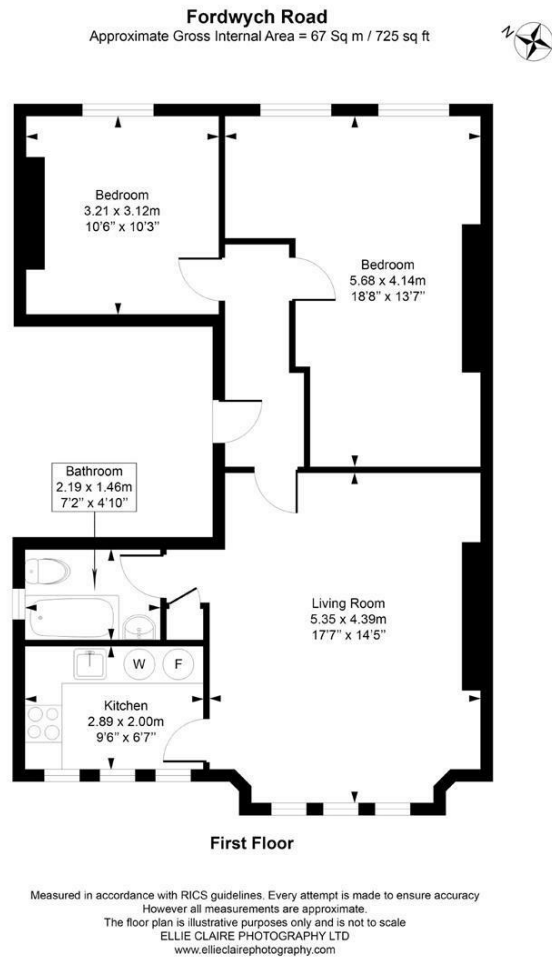 Fordwych Road
Approximate Gross Internal Area = 67 Sq m / 725 sq ft
N
Bedroom
3.21 x 3.12m
10'6" x 10'3"
Bedroom
5.68 x 4.14m
18'8" x 13'7"
Bathroom
2.19 x 1.46m
7'2" x 4'10"
Living Room
5.35 x 4.39m
17'7" x 14'5"
W
F
Kitchen
2.89 x 2.00m
9'6" x 6'7"
First Floor
Measured in accordance with RICS guidelines. Every attempt is made to ensure accuracy
However all measurements are approximate.
The floor plan is illustrative purposes only and is not to scale
ELLIE CLAIRE PHOTOGRAPHY LTD
www.ellieclairephotography.com